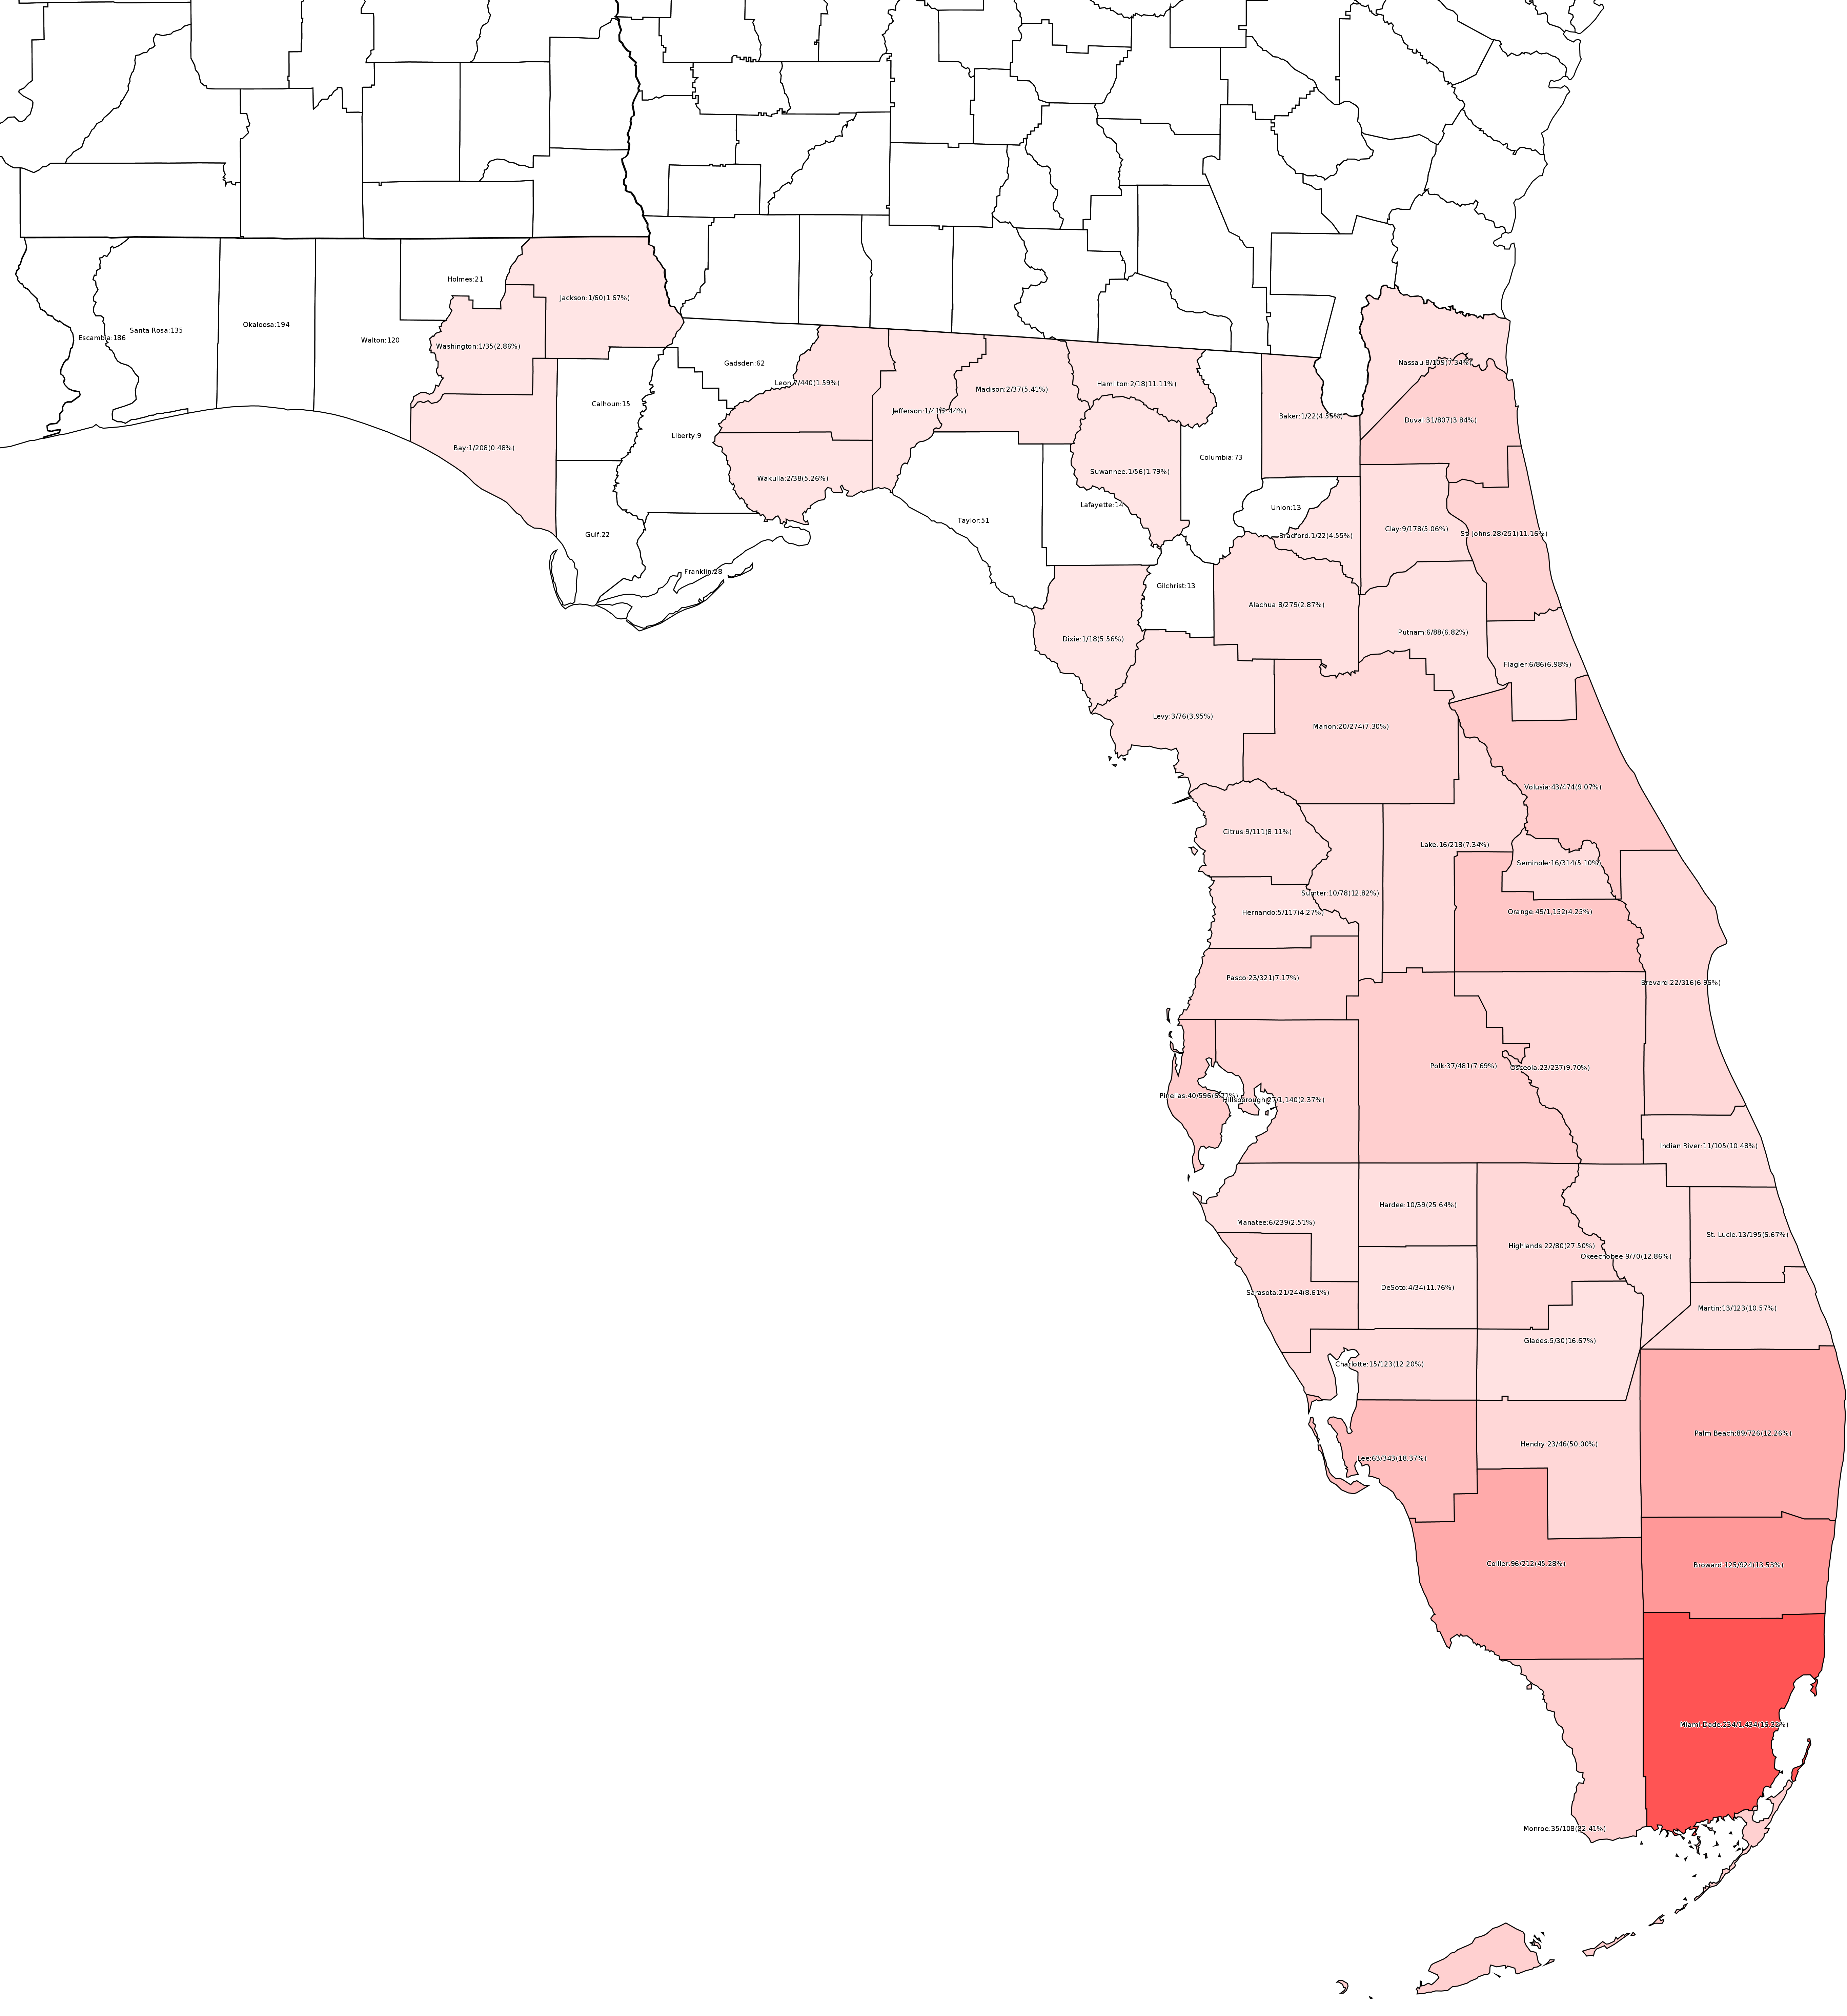 Holmes:21
Jackson:1/60(1.67%)
Okaloosa:194
Santa Rosa:135
Escambia:186
Walton:120
Washington:1/35(2.86%)
Gadsden:62
Nassau:8/109(7.34%)
Leon:7/440(1.59%)
Hamilton:2/18(11.11%)
Madison:2/37(5.41%)
Calhoun:15
Jefferson:1/41(2.44%)
Baker:1/22(4.55%)
Duval:31/807(3.84%)
Liberty:9
Bay:1/208(0.48%)
Columbia:73
Suwannee:1/56(1.79%)
Wakulla:2/38(5.26%)
Lafayette:14
Union:13
Taylor:51
Clay:9/178(5.06%)
St. Johns:28/251(11.16%)
Gulf:22
Bradford:1/22(4.55%)
Franklin:28
Gilchrist:13
Alachua:8/279(2.87%)
Putnam:6/88(6.82%)
Dixie:1/18(5.56%)
Flagler:6/86(6.98%)
Levy:3/76(3.95%)
Marion:20/274(7.30%)
Volusia:43/474(9.07%)
Citrus:9/111(8.11%)
Lake:16/218(7.34%)
Seminole:16/314(5.10%)
Sumter:10/78(12.82%)
Hernando:5/117(4.27%)
Orange:49/1,152(4.25%)
Pasco:23/321(7.17%)
Brevard:22/316(6.96%)
Polk:37/481(7.69%)
Osceola:23/237(9.70%)
Pinellas:40/596(6.71%)
Hillsborough:27/1,140(2.37%)
Indian River:11/105(10.48%)
Hardee:10/39(25.64%)
Manatee:6/239(2.51%)
St. Lucie:13/195(6.67%)
Highlands:22/80(27.50%)
Okeechobee:9/70(12.86%)
DeSoto:4/34(11.76%)
Sarasota:21/244(8.61%)
Martin:13/123(10.57%)
Glades:5/30(16.67%)
Charlotte:15/123(12.20%)
Palm Beach:89/726(12.26%)
Hendry:23/46(50.00%)
Lee:63/343(18.37%)
Collier:96/212(45.28%)
Broward:125/924(13.53%)
Miami-Dade:234/1,434(16.32%)
Monroe:35/108(32.41%)